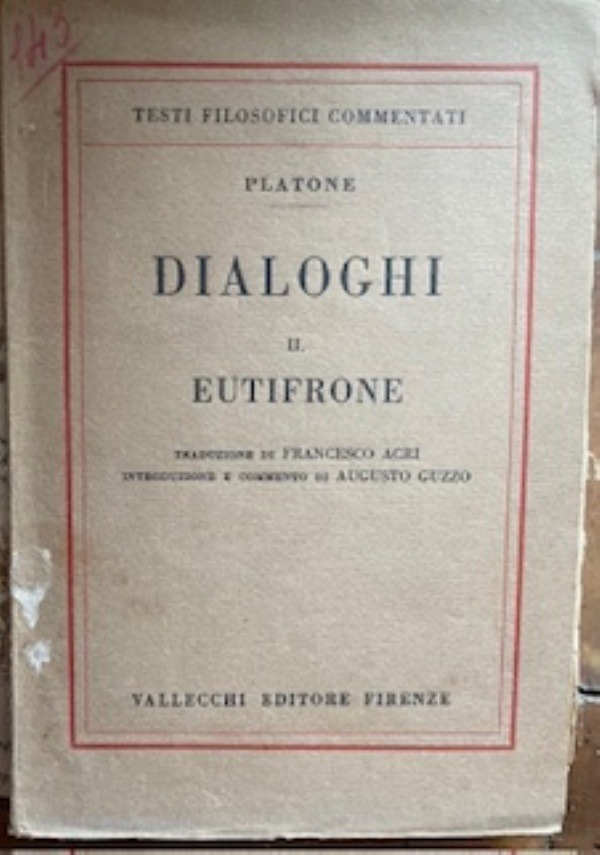 143
TESTI FILOSOFICI COMMENTATI
PLATONE
DIALOGHI
II.
EUTIFRONE
TRADUZIONE DI FRANCESCO ACRI
INTRODUZIONE E COMMENTO DI AUGUSTO GUZZO
VALLECCHI EDITORE FIRENZE